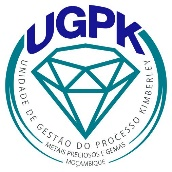 UGPK
UNIDADE DE GESTÃO DO PROCESSO KIMBERLEY
METAIS PRECIOSOS E GEMAS
MOÇAMBIQUE